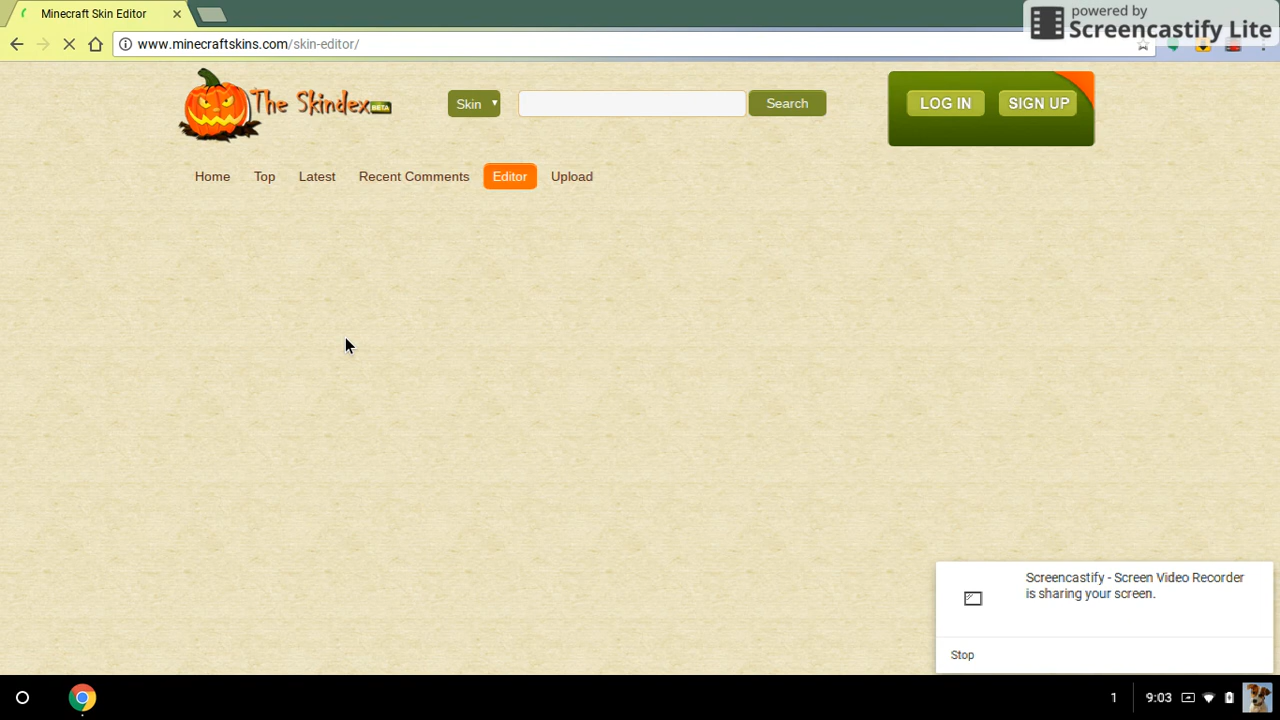 Minecraft Skin Editor
powered by
Screencastify Lite
www.minecraftskins.com/skin-editor/
The Skindex BETA
Skin
Search
LOG IN
SIGN UP
Home
Top
Latest
Recent Comments
Editor
Upload
Screencastify - Screen Video Recorder
is sharing your screen.
Stop
1
9:03